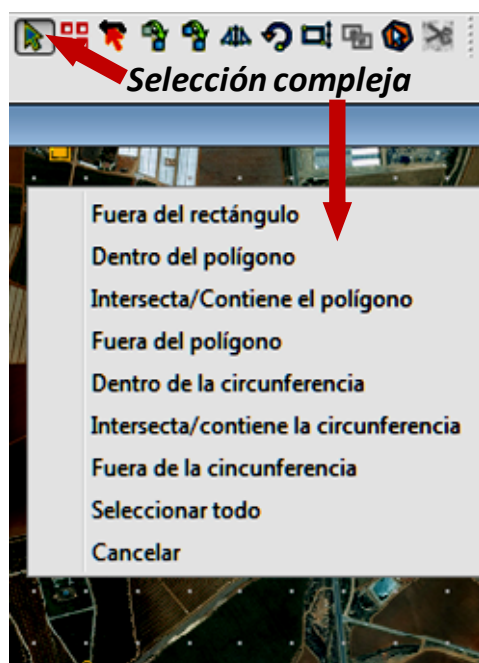 Selección compleja
Fuera del rectángulo
Dentro del polígono
Intersecta/Contiene el polígono
Fuera del polígono
Dentro de la circunferencia
Intersecta/contiene la circunferencia
Fuera de la cincunferencia
Seleccionar todo
Cancelar